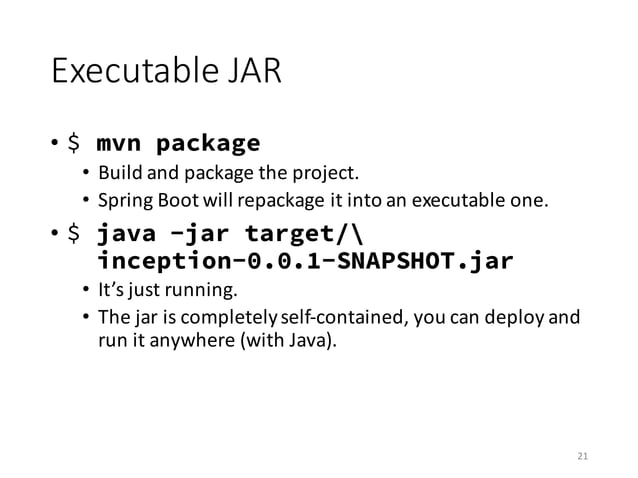 Executable JAR
• $ mvn package
• Build and package the project.
• Spring Boot will repackage it into an executable one.
• $ java -jar target/\
inception-0.0.1-SNAPSHOT.jar
• It’s just running.
• The jar is completely self-contained, you can deploy and
run it anywhere (with Java).
21